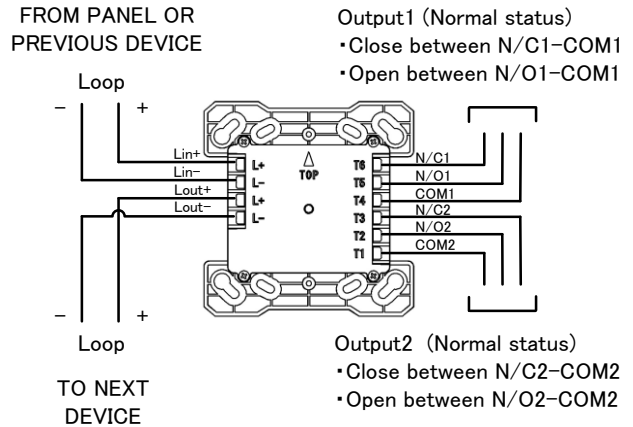 FROM PANEL OR
PREVIOUS DEVICE
Loop
－ ＋
Lin+
Lin-
Lout+
Lout-
L+
L-
L+
L-
△
TOP
T6
T5
T4
T3
T2
T1
N/C1
N/O1
COM1
N/C2
N/O2
COM2
Output1 (Normal status)
・Close between N/C1-COM1
・Open between N/O1-COM1
－ ＋
Loop
TO NEXT
DEVICE
Output2 (Normal status)
・Close between N/C2-COM2
・Open between N/O2-COM2